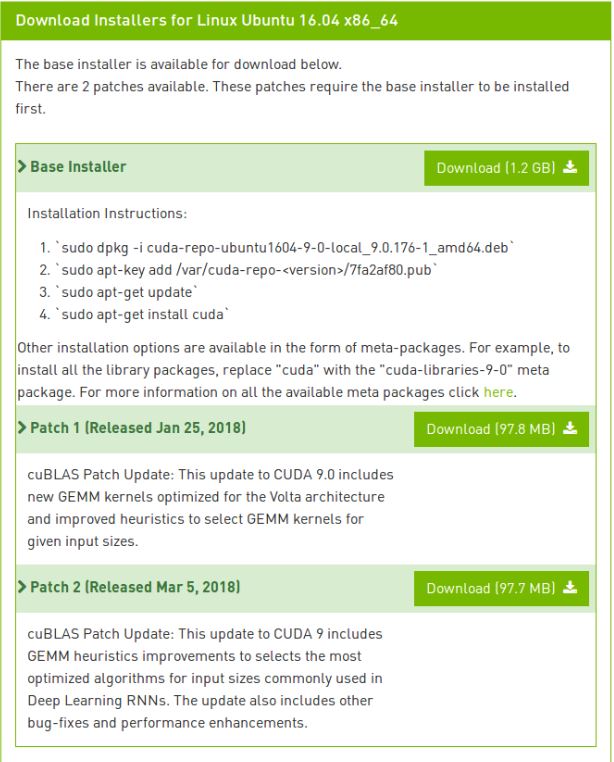 Download Installers for Linux Ubuntu 16.04 x86_64
The base installer is available for download below.
There are 2 patches available. These patches require the base installer to be installed
first.
Base Installer
Download (1.2 GB)
Installation Instructions:
1. `sudo dpkg -i cuda-repo-ubuntu1604-9-0-local_9.0.176-1_amd64.deb`
2. `sudo apt-key add /var/cuda-repo-<version>/7fa2af80.pub`
3. `sudo apt-get update`
4. `sudo apt-get install cuda`
Other installation options are available in the form of meta-packages. For example, to
install all the library packages, replace "cuda" with the "cuda-libraries-9-0" meta
package. For more information on all the available meta packages click here.
Patch 1 (Released Jan 25, 2018)
Download (97.8 MB)
cuBLAS Patch Update: This update to CUDA 9.0 includes
new GEMM kernels optimized for the Volta architecture
and improved heuristics to select GEMM kernels for
given input sizes.
Patch 2 (Released Mar 5, 2018)
Download (97.7 MB)
cuBLAS Patch Update: This update to CUDA 9 includes
GEMM heuristics improvements to selects the most
optimized algorithms for input sizes commonly used in
Deep Learning RNNs. The update also includes other
bug-fixes and performance enhancements.